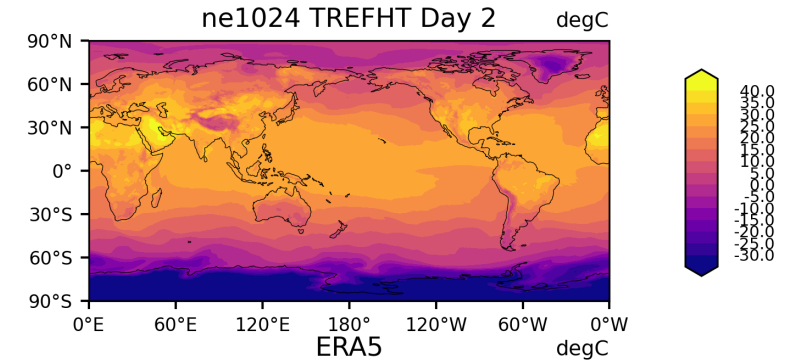 ne1024 TREFHT Day 2 degC
90°N
60°N
30°N
0°
30°S
60°S
90°S
0°E 60°E 120°E 180° 120°W 60°W 0°W
40.0
35.0
30.0
25.0
20.0
15.0
10.0
5.0
0.0
-5.0
-10.0
-15.0
-20.0
-25.0
-30.0
ERA5 degC